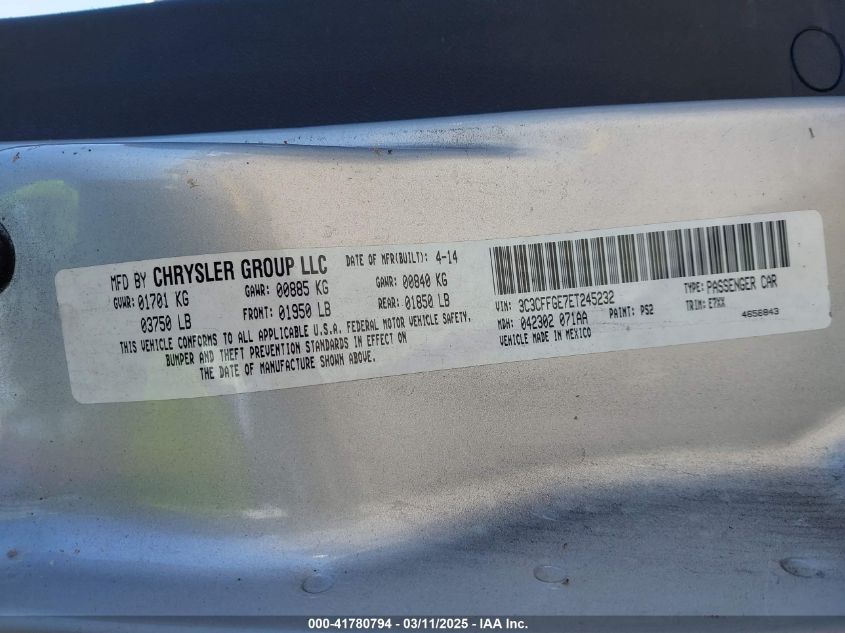 MFD BY CHRYSLER GROUP LLC DATE OF MFR(BUILT): 4-14
GVWR: 01701 KG GAWR: 00885 KG GAWR: 00840 KG
03750 LB FRONT: 01950 LB REAR: 01850 LB
THIS VEHICLE CONFORMS TO ALL APPLICABLE U.S.A. FEDERAL MOTOR VEHICLE SAFETY,
BUMPER AND THEFT PREVENTION STANDARDS IN EFFECT ON
THE DATE OF MANUFACTURE SHOWN ABOVE.
VIN: 3C3CFFGE7ET245232 TYPE: PASSENGER CAR
MDH: 042302 071AA PAINT: PS2 TRIM: E7XX
VEHICLE MADE IN MEXICO 4656843
000-41780794 - 03/11/2025 - IAA Inc.